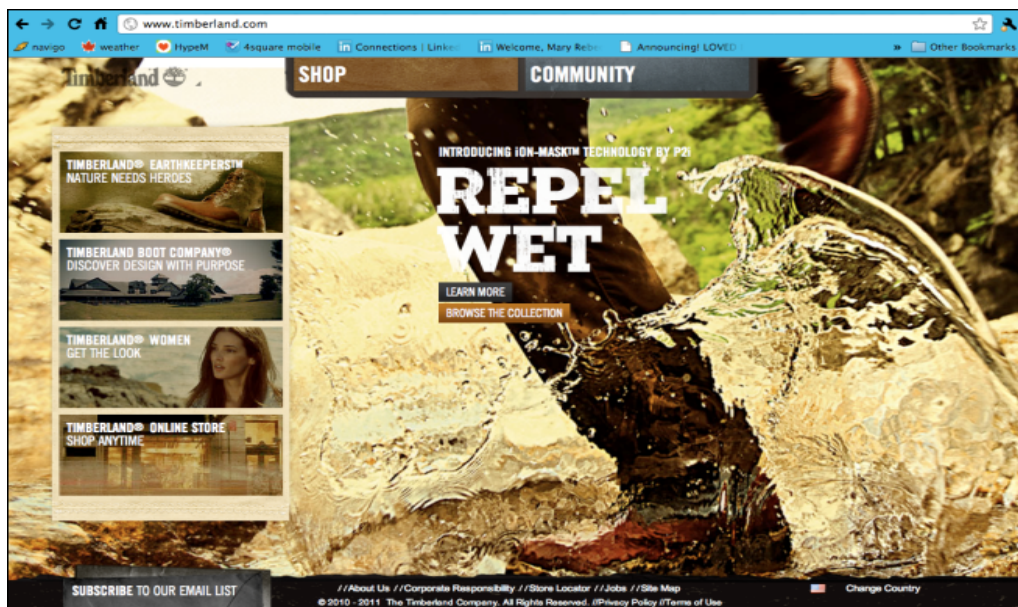 www.timberland.com
navigo weather HypeM 4square mobile Connections | Linke Welcome, Mary Rebe Announcing! LOVED » Other Bookmarks
Timberland
SHOP
COMMUNITY
TIMBERLAND® EARTHKEEPERS™
NATURE NEEDS HEROES
TIMBERLAND BOOT COMPANY®
DISCOVER DESIGN WITH PURPOSE
TIMBERLAND® WOMEN
GET THE LOOK
TIMBERLAND® ONLINE STORE
SHOP ANYTIME
INTRODUCING iON-MASK™ TECHNOLOGY BY P2i
REPEL
WET
LEARN MORE
BROWSE THE COLLECTION
SUBSCRIBE TO OUR EMAIL LIST
//About Us //Corporate Responsibility //Store Locator //Jobs //Site Map
Change Country
© 2010 - 2011 The Timberland Company. All Rights Reserved. //Privacy Policy //Terms of Use